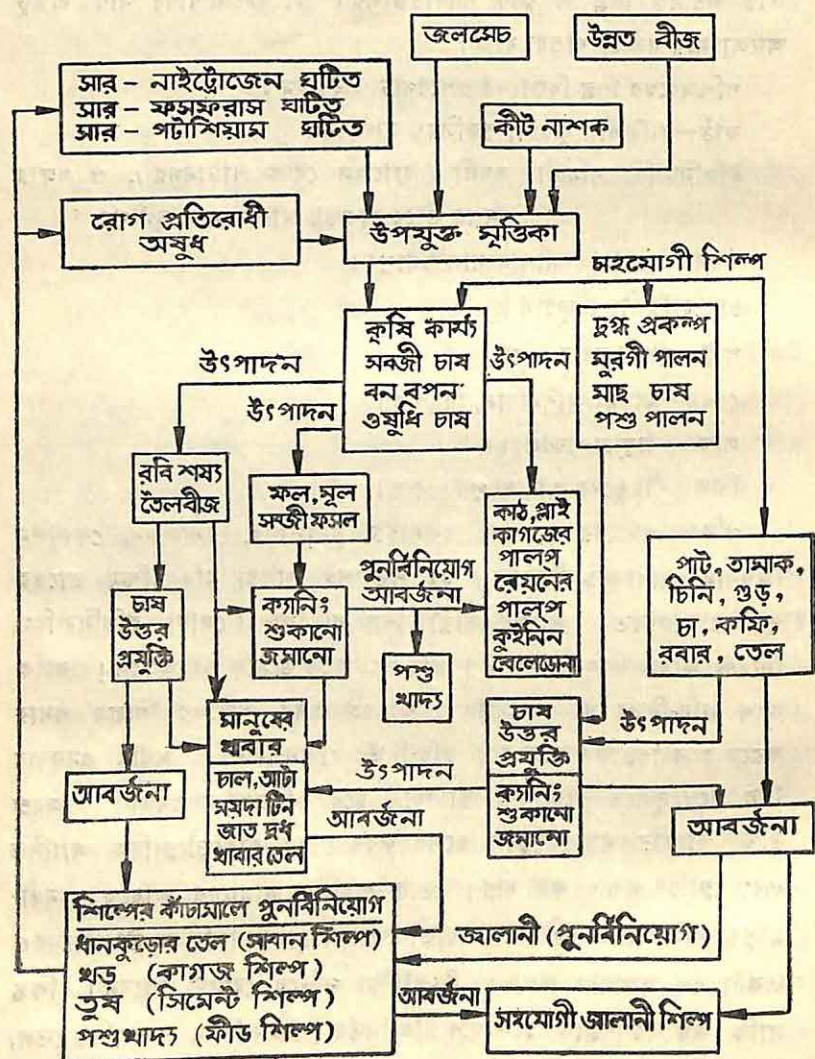 জলসেচ
উন্নত বীজ
সার – নাইট্রোজেন ঘটিত
সার – ফসফরাস ঘটিত
সার – পটাশিয়াম ঘটিত
কীট নাশক
রোগ প্রতিরোধী
অষুধ
উপযুক্ত মৃত্তিকা
সহযোগী শিল্প
কৃষি কার্য্য
সবজী চাষ
বন বপন
ওষুধি চাষ
দুগ্ধ প্রকল্প
মুরগী পালন
মাছ চাষ
পশু পালন
উৎপাদন
উৎপাদন
উৎপাদন
রবি শষ্য
তৈলবীজ
ফল, মূল
সব্জী ফসল
কাঠ, প্লাই
কাগজের
পালপ
রেয়নের
পাল্প
কুইনিন
বেলেডোনা
পাট, তামাক,
চিনি, গুড়,
চা, কফি,
রবার, তেল
চাষ
উত্তর
প্রযুক্তি
ক্যানিং
শুকানো
জমানো
পুনর্বিনিয়োগ
আবর্জনা
পশু
খাদ্য
মানুষের
খাবার
চাল, আটা
ময়দা টিন
জাত দুধ
খাবার তেল
চাষ
উত্তর
প্রযুক্তি
ক্যানিং
শুকানো
জমানো
উৎপাদন
উৎপাদন
আবর্জনা
আবর্জনা
আবর্জনা
শিল্পের কাঁচামালে পুনর্বিনিয়োগ
ধানকুড়োর তেল (সাবান শিল্প)
খড় (কাগজ শিল্প)
তুষ (সিমেন্ট শিল্প)
পশুখাদ্য (ফীড শিল্প)
জ্বালানী (পুনর্বিনিয়োগ)
আবর্জনা
সহযোগী জ্বালানী শিল্প